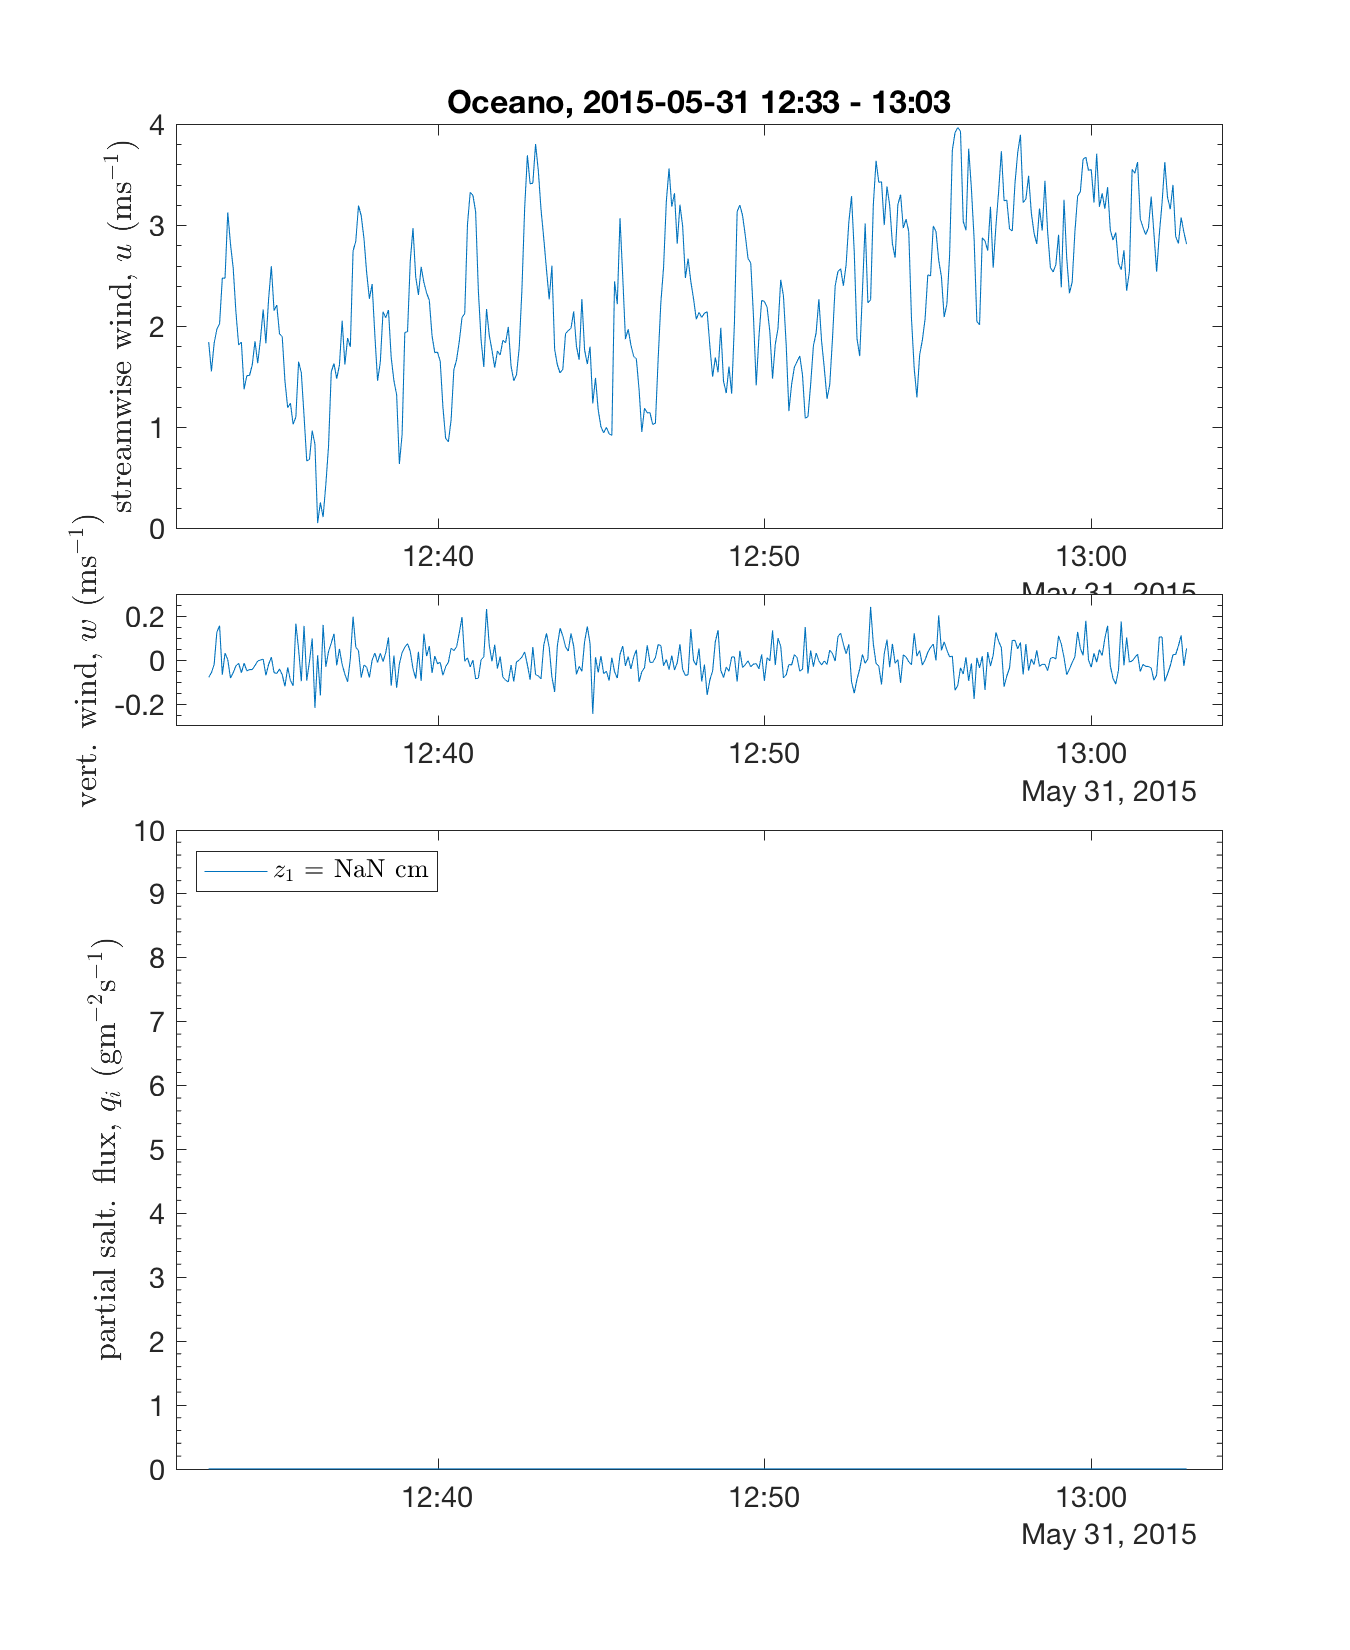 Oceano, 2015-05-31 12:33 - 13:03
streamwise wind, u (ms⁻¹)
4
3
2
1
0
12:40 12:50 13:00
May 31, 2015
vert. wind, w (ms⁻¹)
0.2
0
-0.2
12:40 12:50 13:00
May 31, 2015
partial salt. flux, qᵢ (gm⁻²s⁻¹)
10
9
8
7
6
5
4
3
2
1
0
z₁ = NaN cm
12:40 12:50 13:00
May 31, 2015